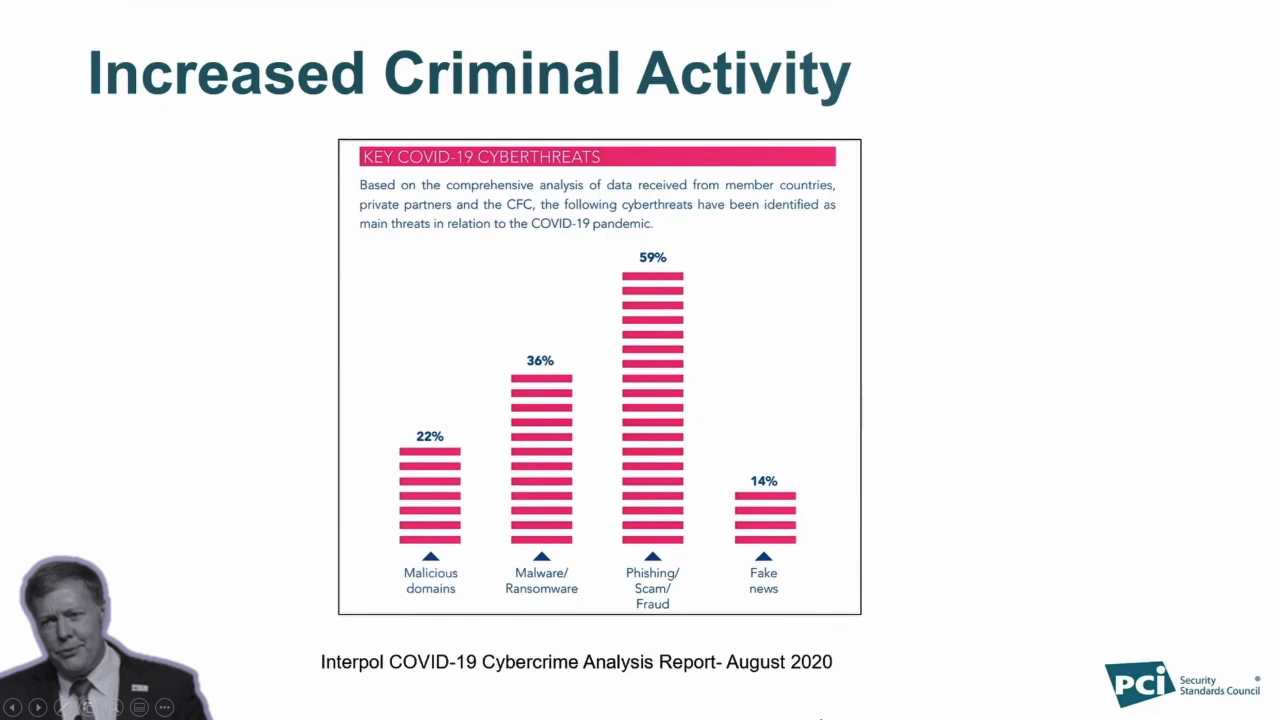 Increased Criminal Activity
KEY COVID-19 CYBERTHREATS
Based on the comprehensive analysis of data received from member countries,
private partners and the CFC, the following cyberthreats have been identified as
main threats in relation to the COVID-19 pandemic.
59%
36%
22%
14%
Malicious
domains
Malware/
Ransomware
Phishing/
Scam/
Fraud
Fake
news
Interpol COVID-19 Cybercrime Analysis Report- August 2020
PCi Security
Standards Council ®